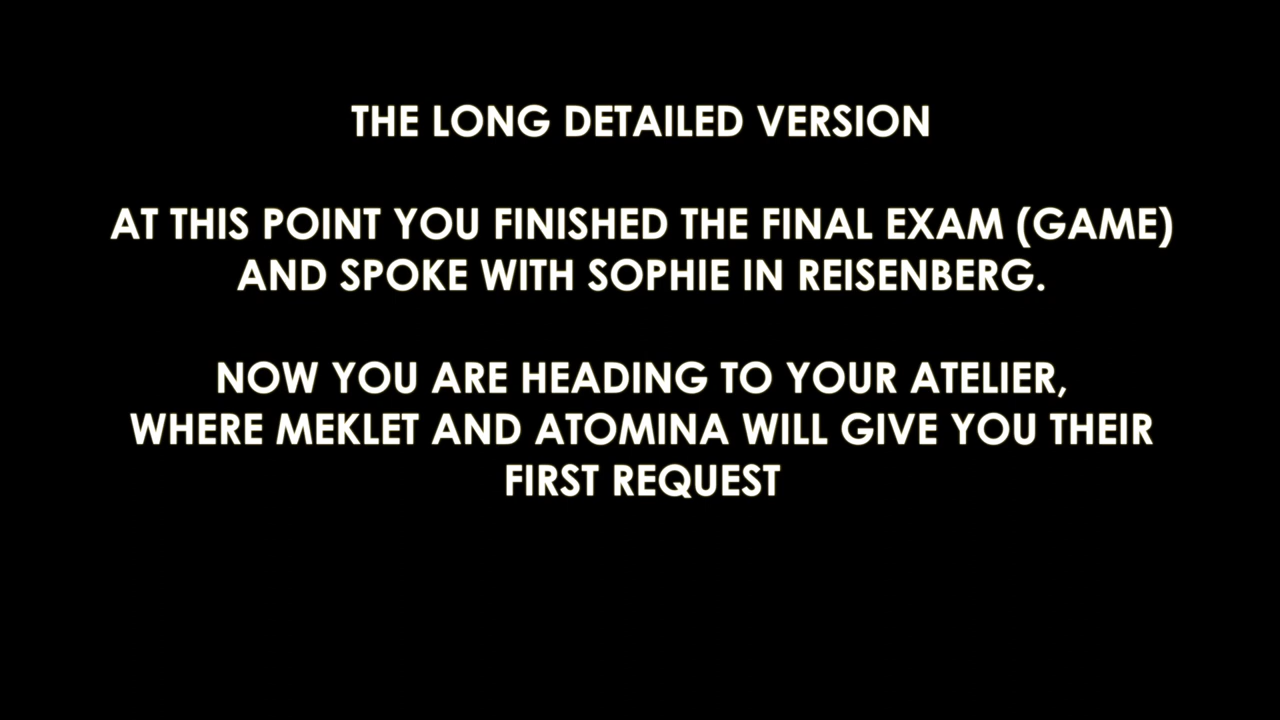 THE LONG DETAILED VERSION
AT THIS POINT YOU FINISHED THE FINAL EXAM (GAME)
AND SPOKE WITH SOPHIE IN REISENBERG.
NOW YOU ARE HEADING TO YOUR ATELIER,
WHERE MEKLET AND ATOMINA WILL GIVE YOU THEIR
FIRST REQUEST